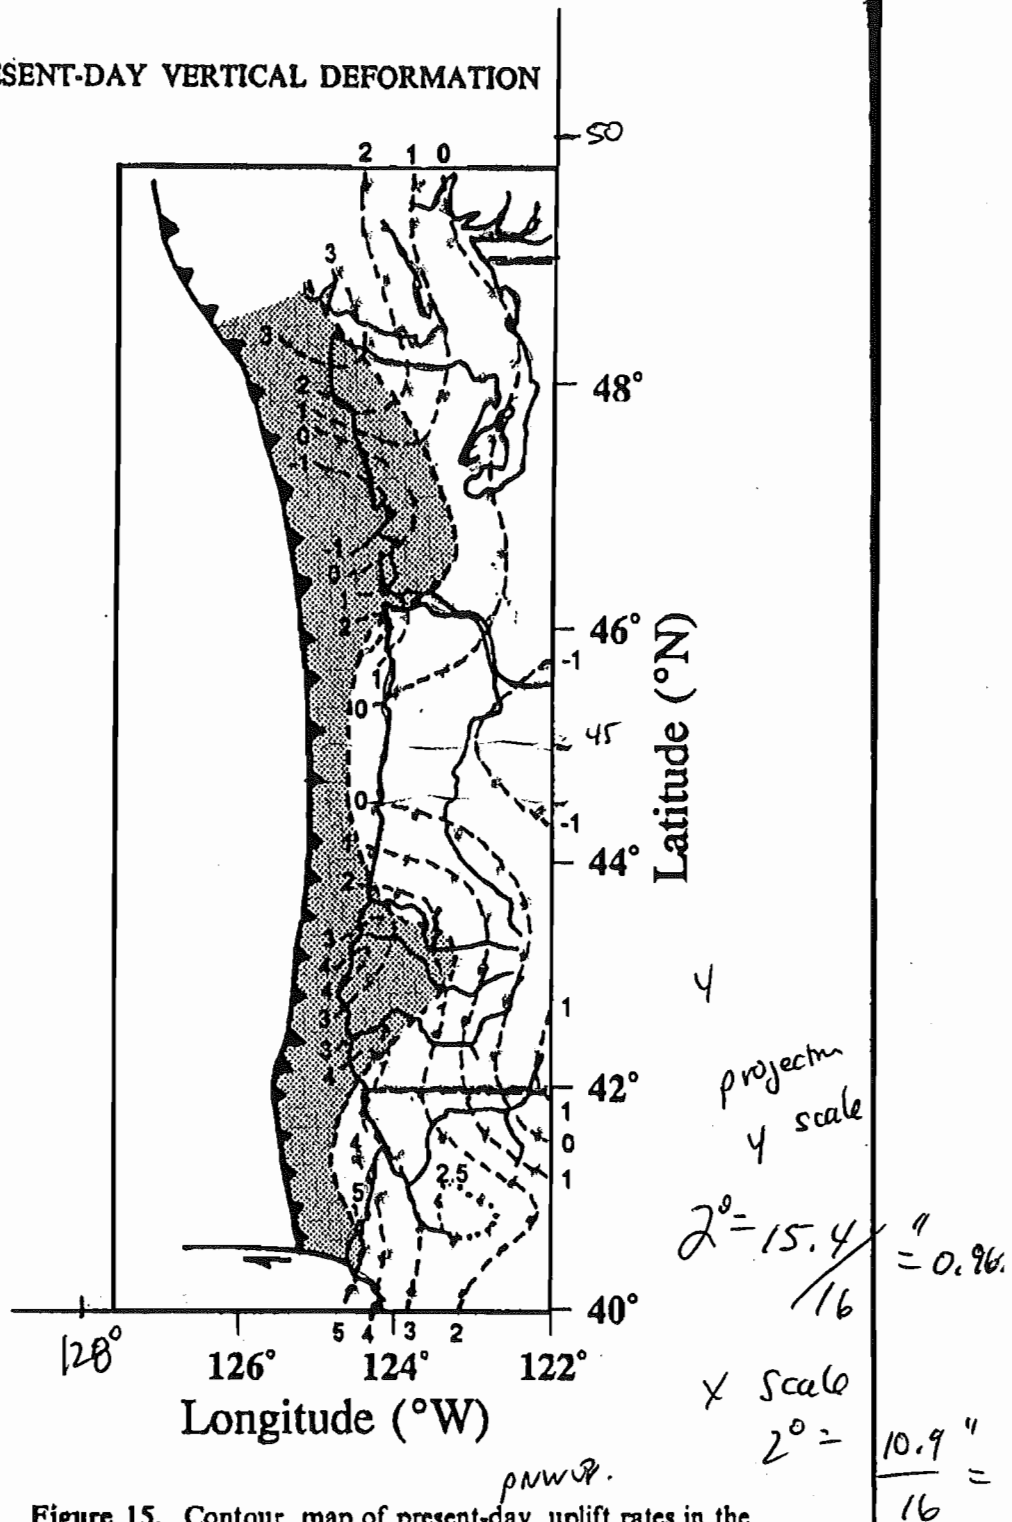 ESENT-DAY VERTICAL DEFORMATION
50
2 1 0
3
3
48°
2
1
0
-1
-1
0
1
2
46°
-1
1
0
45
0
-1
1
44°
2
Latitude (°N)
3
4
4
3
1
3
4
42°
1
4
0
2.5
1
5
40°
5 4 3 2
128° 126° 124° 122°
Longitude (°W)
y
projectn
y scale
2° = 15.4/16 " = 0.96.
x scale
2° = 10.9/16 " =
PNWUP.
Figure 15. Contour map of present-day uplift rates in the